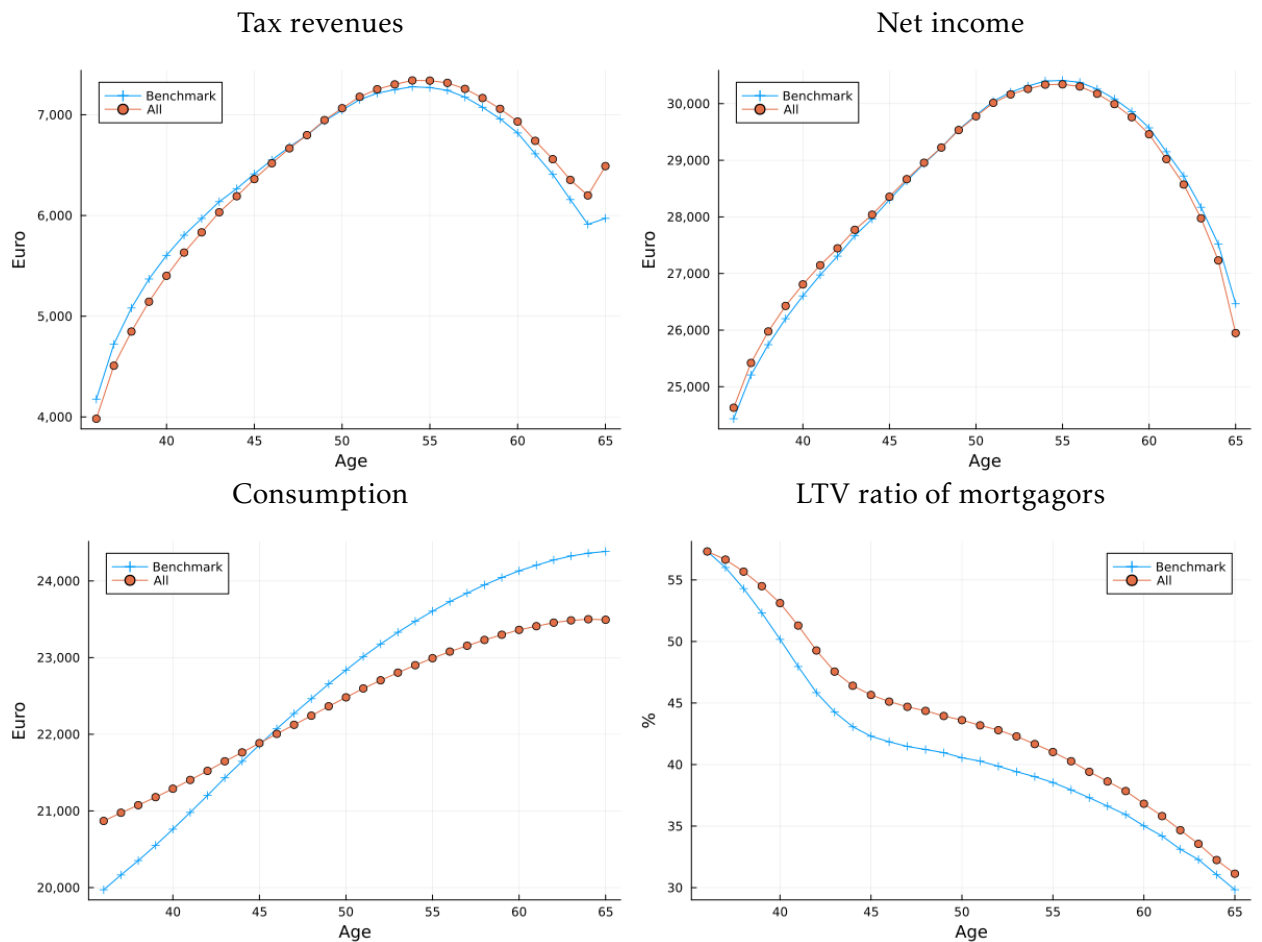 Tax revenues
Benchmark
All
7,000
6,000
5,000
4,000
Euro
40 45 50 55 60 65
Age
Net income
Benchmark
All
30,000
29,000
28,000
27,000
26,000
25,000
Euro
40 45 50 55 60 65
Age
Consumption
Benchmark
All
24,000
23,000
22,000
21,000
20,000
Euro
40 45 50 55 60 65
Age
LTV ratio of mortgagors
Benchmark
All
55
50
45
40
35
30
%
40 45 50 55 60 65
Age